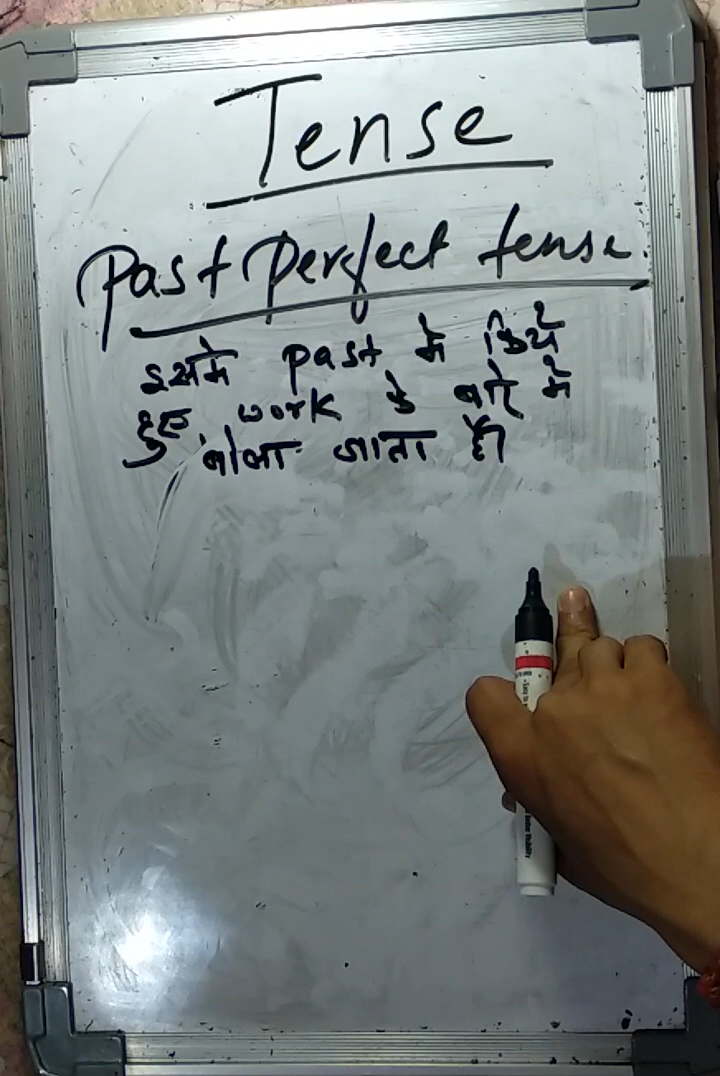 Tense
Past Perfect tense.
इसमे past मे किये
हुए work के बारे मे
बोला जाता है।